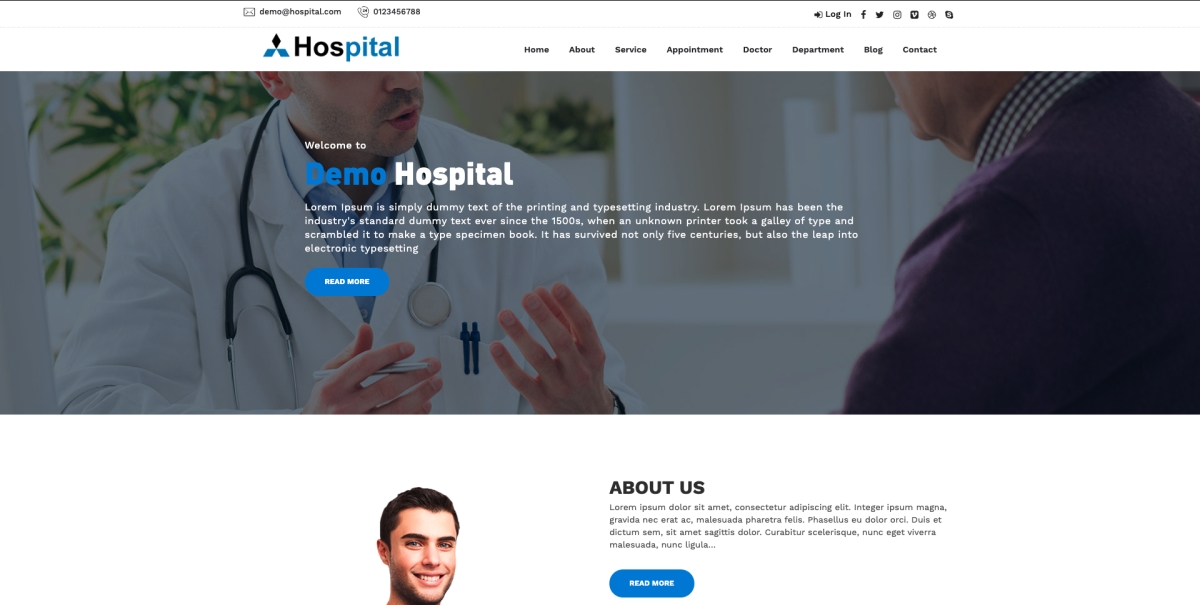 demo@hospital.com 0123456788 Log In
Hospital Home About Service Appointment Doctor Department Blog Contact
Welcome to
Demo Hospital
Lorem Ipsum is simply dummy text of the printing and typesetting industry. Lorem Ipsum has been the
industry's standard dummy text ever since the 1500s, when an unknown printer took a galley of type and
scrambled it to make a type specimen book. It has survived not only five centuries, but also the leap into
electronic typesetting
READ MORE
ABOUT US
Lorem ipsum dolor sit amet, consectetur adipiscing elit. Integer ipsum magna,
gravida nec erat ac, malesuada pharetra felis. Phasellus eu dolor orci. Duis et
dictum sem, sit amet sagittis dolor. Curabitur scelerisque, nunc eget viverra
malesuada, nunc ligula...
READ MORE